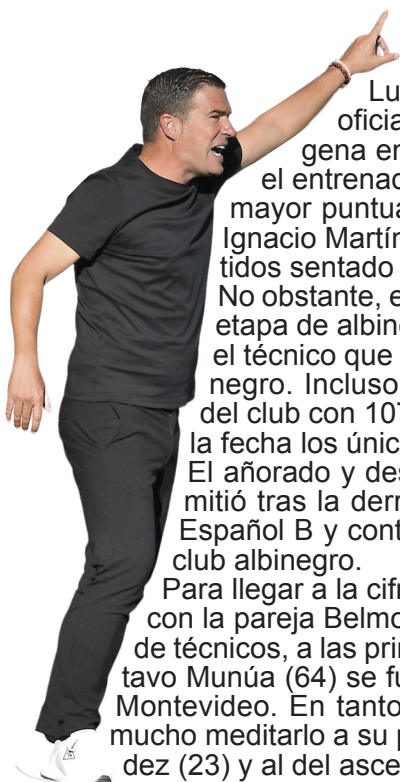 Lu
oficia
gena en
el entrenac
mayor puntua
Ignacio Martín
tidos sentado
No obstante, e
etapa de albine
el técnico que
negro. Incluso
del club con 107
la fecha los únic
El añorado y des
mitió tras la derr
Español B y cont
club albinegro.
Para llegar a la cifr
con la pareja Belmo
de técnicos, a las prin
tavo Munúa (64) se fu
Montevideo. En tanto
mucho meditarlo a su p
dez (23) y al del asce